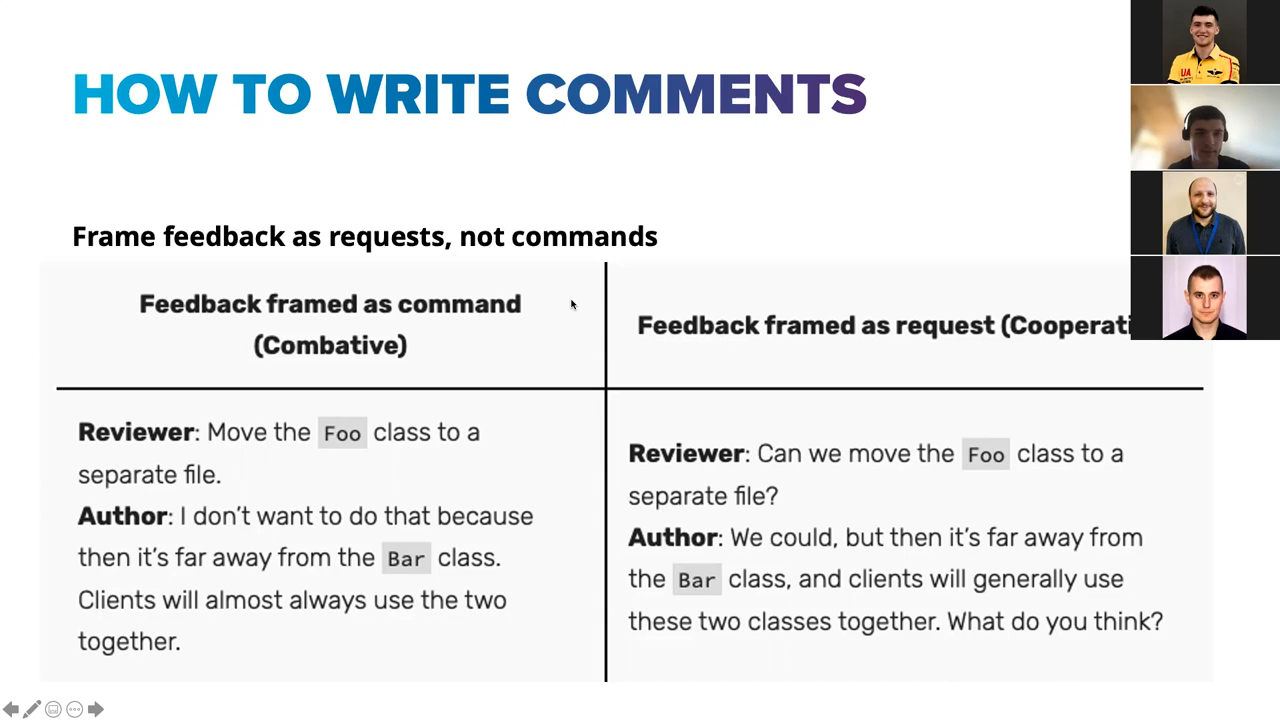 HOW TO WRITE COMMENTS
Frame feedback as requests, not commands
Feedback framed as command
(Combative)
Feedback framed as request (Cooperati
Reviewer: Move the Foo class to a
separate file.
Author: I don't want to do that because
then it's far away from the Bar class.
Clients will almost always use the two
together.
Reviewer: Can we move the Foo class to a
separate file?
Author: We could, but then it's far away from
the Bar class, and clients will generally use
these two classes together. What do you think?
UA